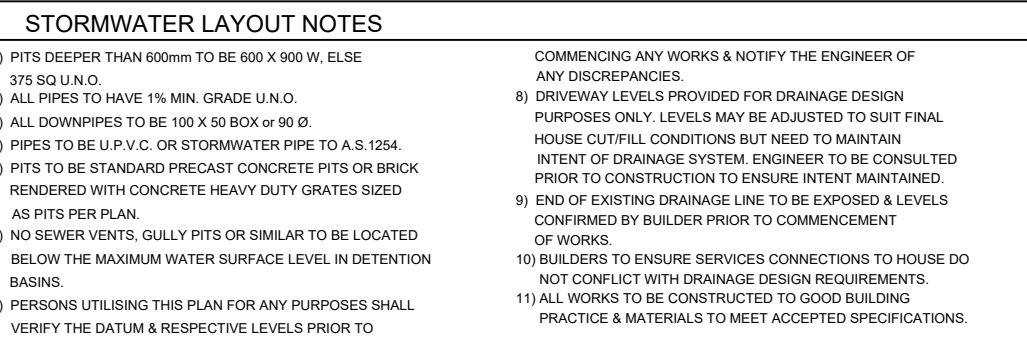 STORMWATER LAYOUT NOTES
) PITS DEEPER THAN 600mm TO BE 600 X 900 W, ELSE
375 SQ U.N.O.
) ALL PIPES TO HAVE 1% MIN. GRADE U.N.O.
) ALL DOWNPIPES TO BE 100 X 50 BOX or 90 Ø.
) PIPES TO BE U.P.V.C. OR STORMWATER PIPE TO A.S.1254.
) PITS TO BE STANDARD PRECAST CONCRETE PITS OR BRICK
RENDERED WITH CONCRETE HEAVY DUTY GRATES SIZED
AS PITS PER PLAN.
) NO SEWER VENTS, GULLY PITS OR SIMILAR TO BE LOCATED
BELOW THE MAXIMUM WATER SURFACE LEVEL IN DETENTION
BASINS.
) PERSONS UTILISING THIS PLAN FOR ANY PURPOSES SHALL
VERIFY THE DATUM & RESPECTIVE LEVELS PRIOR TO
COMMENCING ANY WORKS & NOTIFY THE ENGINEER OF
ANY DISCREPANCIES.
8) DRIVEWAY LEVELS PROVIDED FOR DRAINAGE DESIGN
PURPOSES ONLY. LEVELS MAY BE ADJUSTED TO SUIT FINAL
HOUSE CUT/FILL CONDITIONS BUT NEED TO MAINTAIN
INTENT OF DRAINAGE SYSTEM. ENGINEER TO BE CONSULTED
PRIOR TO CONSTRUCTION TO ENSURE INTENT MAINTAINED.
9) END OF EXISTING DRAINAGE LINE TO BE EXPOSED & LEVELS
CONFIRMED BY BUILDER PRIOR TO COMMENCEMENT
OF WORKS.
10) BUILDERS TO ENSURE SERVICES CONNECTIONS TO HOUSE DO
NOT CONFLICT WITH DRAINAGE DESIGN REQUIREMENTS.
11) ALL WORKS TO BE CONSTRUCTED TO GOOD BUILDING
PRACTICE & MATERIALS TO MEET ACCEPTED SPECIFICATIONS.